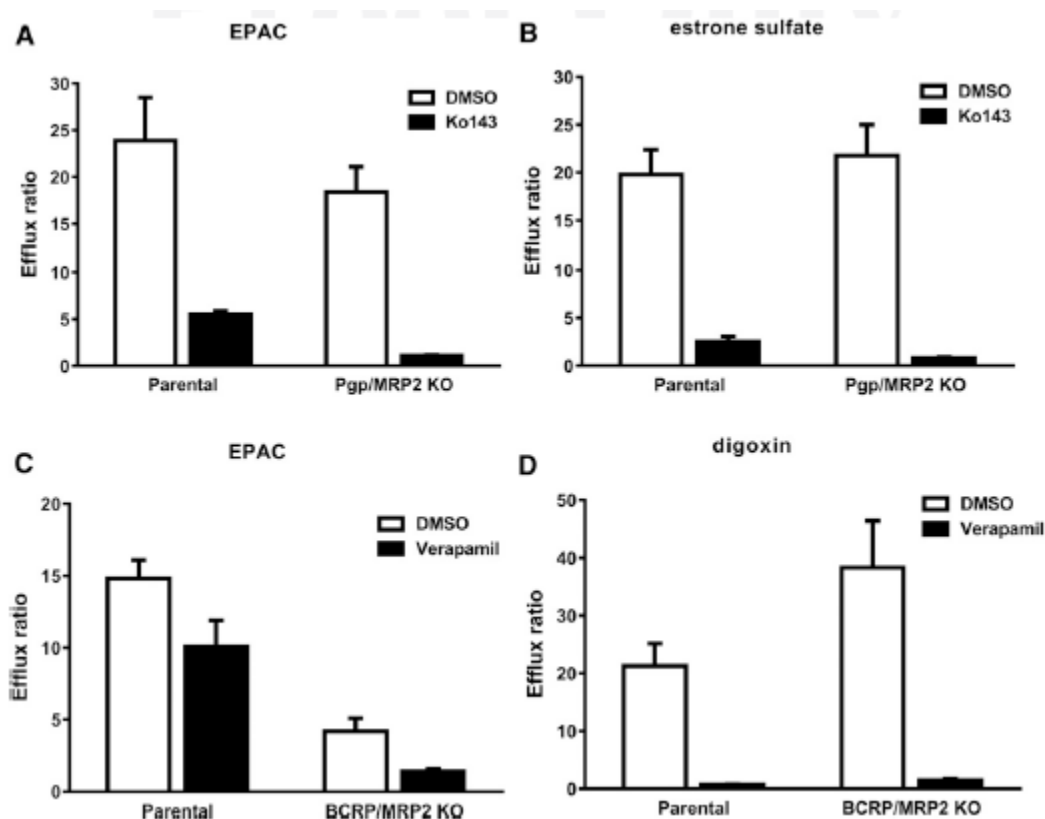 A
EPAC
30
25
20
15
10
5
0
Efflux ratio
DMSO
Ko143
Parental
Pgp/MRP2 KO
B
estrone sulfate
30
25
20
15
10
5
0
Efflux ratio
DMSO
Ko143
Parental
Pgp/MRP2 KO
C
EPAC
20
15
10
5
0
Efflux ratio
DMSO
Verapamil
Parental
BCRP/MRP2 KO
D
digoxin
50
40
30
20
10
0
Efflux ratio
DMSO
Verapamil
Parental
BCRP/MRP2 KO